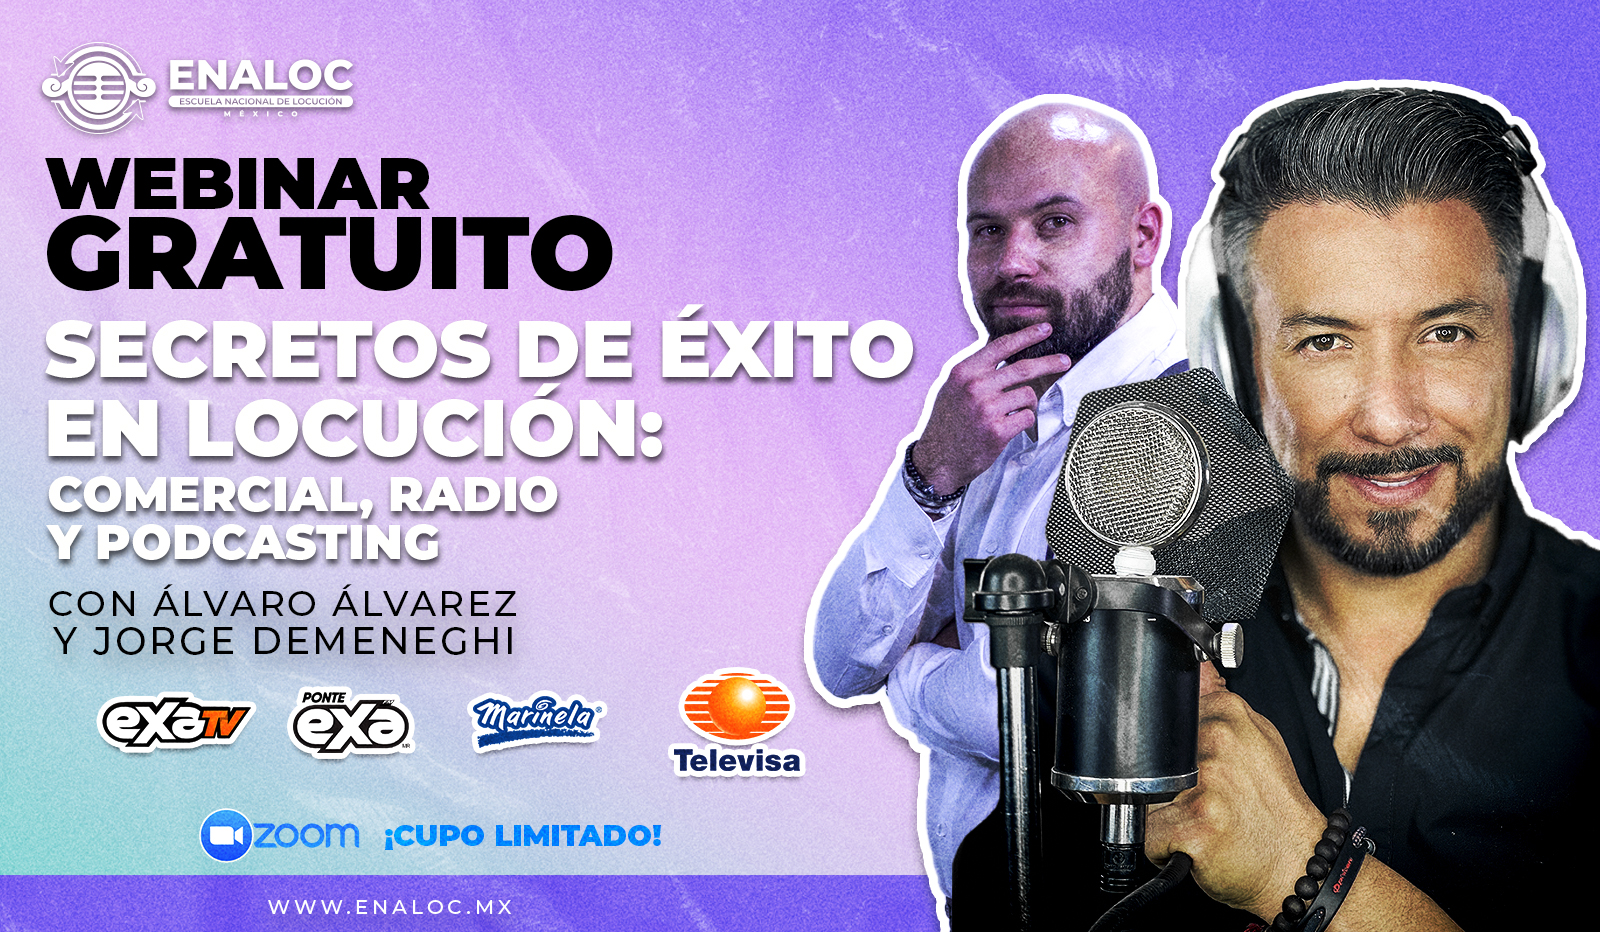 ENALOC
ESCUELA NACIONAL DE LOCUCIÓN
MÉXICO
WEBINAR
GRATUITO
SECRETOS DE ÉXITO
EN LOCUCIÓN:
COMERCIAL, RADIO
Y PODCASTING
CON ÁLVARO ÁLVAREZ
Y JORGE DEMENEGHI
exa TV
PONTE
exa
MR
Marinela®
Televisa
zoom ¡CUPO LIMITADO!
WWW.ENALOC.MX